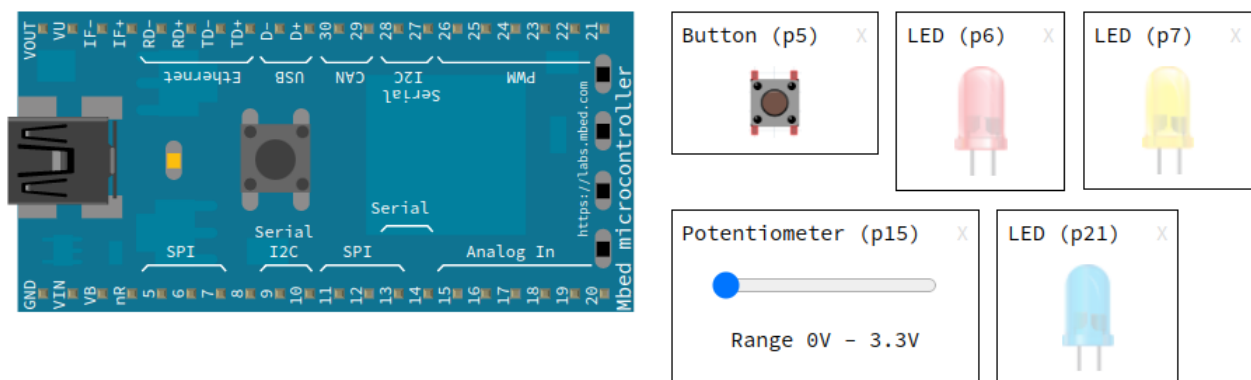 VOUT VU IF- IF+ RD- RD+ TD- TD+ D- D+ 30 29 28 27 26 25 24 23 22 21
Ethernet USB CAN I2C PWM
Serial
https://labs.mbed.com
Mbed microcontroller
Serial
Serial
SPI I2C SPI Analog In
GND VIN VB nR 5 6 7 8 9 10 11 12 13 14 15 16 17 18 19 20
Button (p5) X
LED (p6) X
LED (p7) X
Potentiometer (p15) X
Range 0V – 3.3V
LED (p21) X